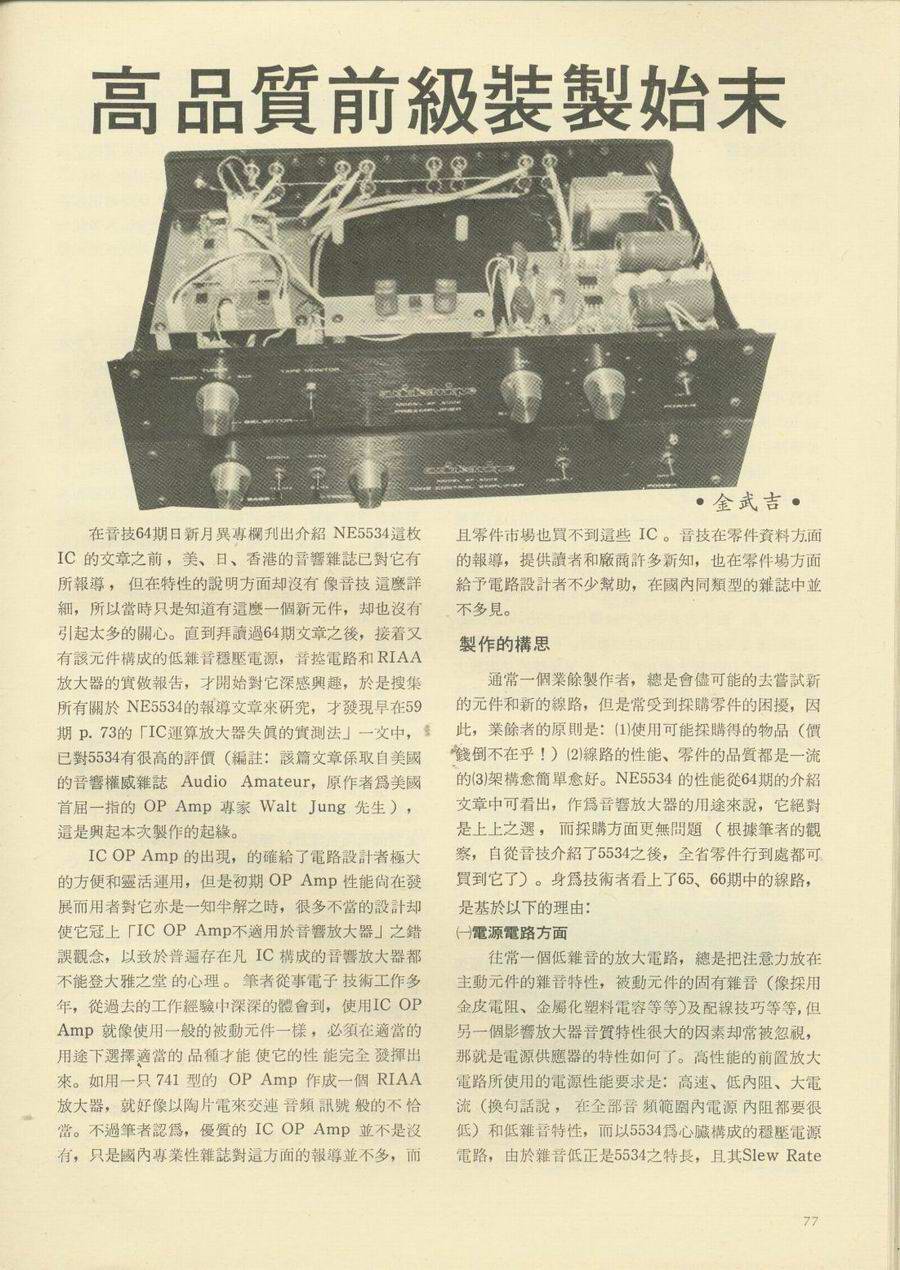 高品質前級裝製始末
TUNER
PHONO AUX
TAPE MONITOR
SELECTOR
PREAMPLIFIER
POWER
BASS
TONE CONTROL AMPLIFIER
POWER
•金武吉•
在音技64期日新月異專欄刋出介紹 NE5534這枚
IC 的文章之前，美、日、香港的音響雜誌已對它有
所報導，但在特性的說明方面却沒有像音技這麼詳
細，所以當時只是知道有這麼一個新元件，却也沒有
引起太多的關心。直到拜讀過64期文章之後，接着又
有該元件構成的低雜音穩壓電源，音控電路和RIAA
放大器的實做報告，才開始對它深感興趣，於是搜集
所有關於 NE5534的報導文章來研究，才發現早在59
期 p. 73的「IC運算放大器失眞的實測法」一文中，
已對5534有很高的評價（編註：該篇文章係取自美國
的音響權威雜誌 Audio Amateur，原作者爲美國
首屈一指的 OP Amp 專家 Walt Jung 先生），
這是興起本次製作的起緣。
IC OP Amp 的出現，的確給了電路設計者極大
的方便和靈活運用，但是初期 OP Amp 性能尙在發
展而用者對它亦是一知半解之時，很多不當的設計却
使它冠上「IC OP Amp不適用於音響放大器」之錯
誤觀念，以致於普遍存在凡 IC 構成的音響放大器都
不能登大雅之堂的心理。筆者從事電子技術工作多
年，從過去的工作經驗中深深的體會到，使用IC OP
Amp 就像使用一般的被動元件一樣，必須在適當的
用途下選擇適當的品種才能使它的性能完全發揮出
來。如用一只 741 型的 OP Amp 作成一個 RIAA
放大器，就好像以陶片電來交連音頻訊號般的不恰
當。不過筆者認爲，優質的 IC OP Amp 並不是沒
有，只是國內專業性雜誌對這方面的報導並不多，而
且零件市場也買不到這些 IC 。音技在零件資料方面
的報導，提供讀者和廠商許多新知，也在零件場方面
給予電路設計者不少幫助，在國內同類型的雜誌中並
不多見。
製作的構思
通常一個業餘製作者，總是會儘可能的去嘗試新
的元件和新的線路，但是常受到採購零件的困擾，因
此，業餘者的原則是：⑴使用可能採購得的物品（價
錢倒不在乎！）⑵線路的性能、零件的品質都是一流
的⑶架構愈簡單愈好。NE5534 的性能從64期的介紹
文章中可看出，作爲音響放大器的用途來說，它絕對
是上上之選，而採購方面更無問題（根據筆者的觀
察，自從音技介紹了5534之後，全省零件行到處都可
買到它了）。身爲技術者看上了65、66期中的線路，
是基於以下的理由：
㈠電源電路方面
往常一個低雜音的放大電路，總是把注意力放在
主動元件的雜音特性，被動元件的固有雜音（像採用
金皮電阻、金屬化塑料電容等等）及配線技巧等等，但
另一個影響放大器音質特性很大的因素却常被忽視，
那就是電源供應器的特性如何了。高性能的前置放大
電路所使用的電源性能要求是：高速、低內阻、大電
流（換句話說，在全部音頻範圍內電源內阻都要很
低）和低雜音特性，而以5534爲心臟構成的穩壓電源
電路，由於雜音低正是5534之特長，且其Slew Rate
77